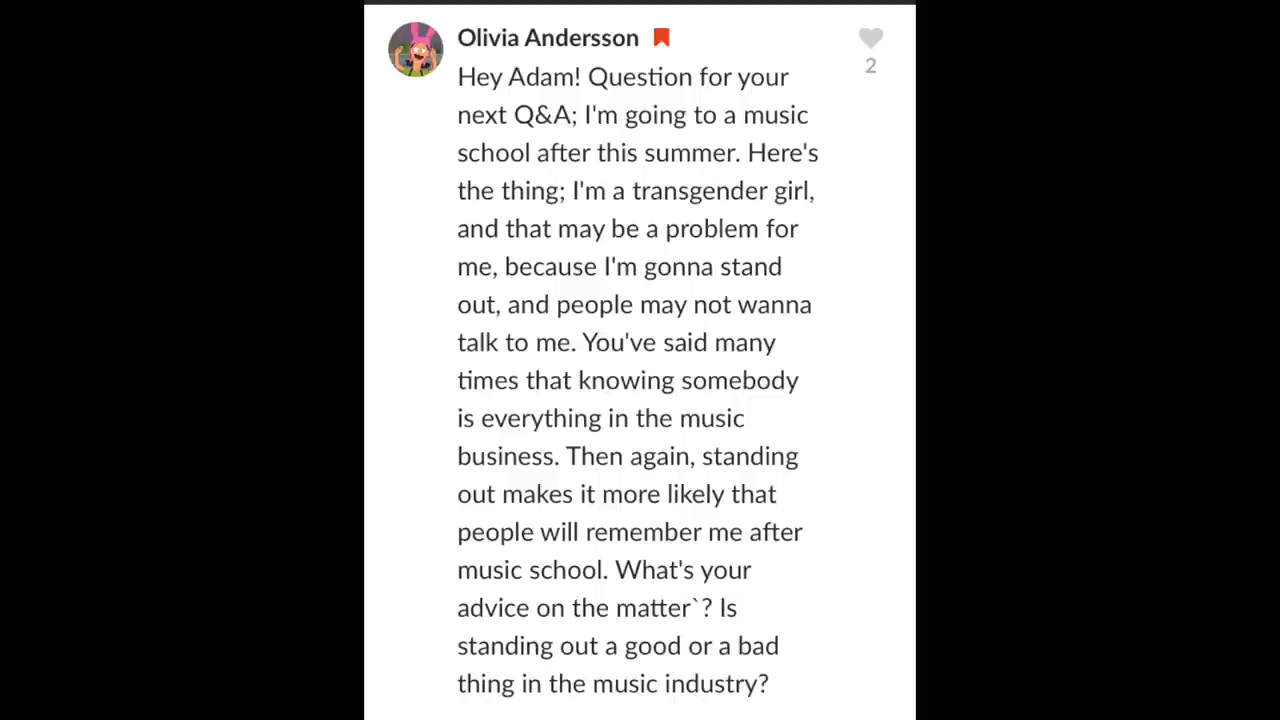 Olivia Andersson
2
Hey Adam! Question for your
next Q&A; I'm going to a music
school after this summer. Here's
the thing; I'm a transgender girl,
and that may be a problem for
me, because I'm gonna stand
out, and people may not wanna
talk to me. You've said many
times that knowing somebody
is everything in the music
business. Then again, standing
out makes it more likely that
people will remember me after
music school. What's your
advice on the matter`? Is
standing out a good or a bad
thing in the music industry?